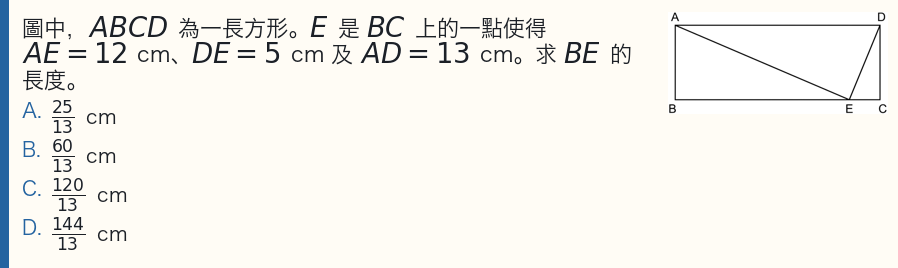 圖中，ABCD 為一長方形。E 是 BC 上的一點使得
AE = 12 cm、DE = 5 cm 及 AD = 13 cm。求 BE 的
長度。
A. 25/13 cm
B. 60/13 cm
C. 120/13 cm
D. 144/13 cm
A D
B E C